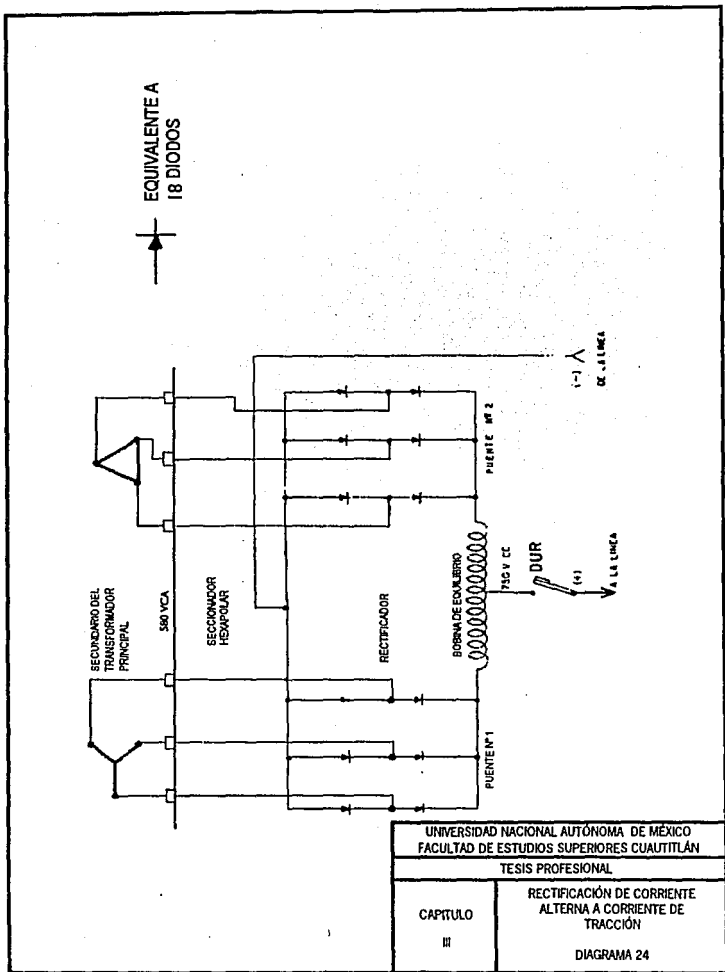 EQUIVALENTE A
18 DIODOS
SECUNDARIO DEL
TRANSFORMADOR
PRINCIPAL
580 VCA
SECCIONADOR
HEXAPOLAR
RECTIFICADOR
BOBINA DE EQUILIBRIO
PUENTE Nº 1
PUENTE Nº 2
750 V CC
DUR
(+)
A LA LINEA
(-)
DE LA LINEA
UNIVERSIDAD NACIONAL AUTÓNOMA DE MÉXICO
FACULTAD DE ESTUDIOS SUPERIORES CUAUTITLÁN
TESIS PROFESIONAL
CAPITULO
III
RECTIFICACIÓN DE CORRIENTE
ALTERNA A CORRIENTE DE
TRACCIÓN
DIAGRAMA 24